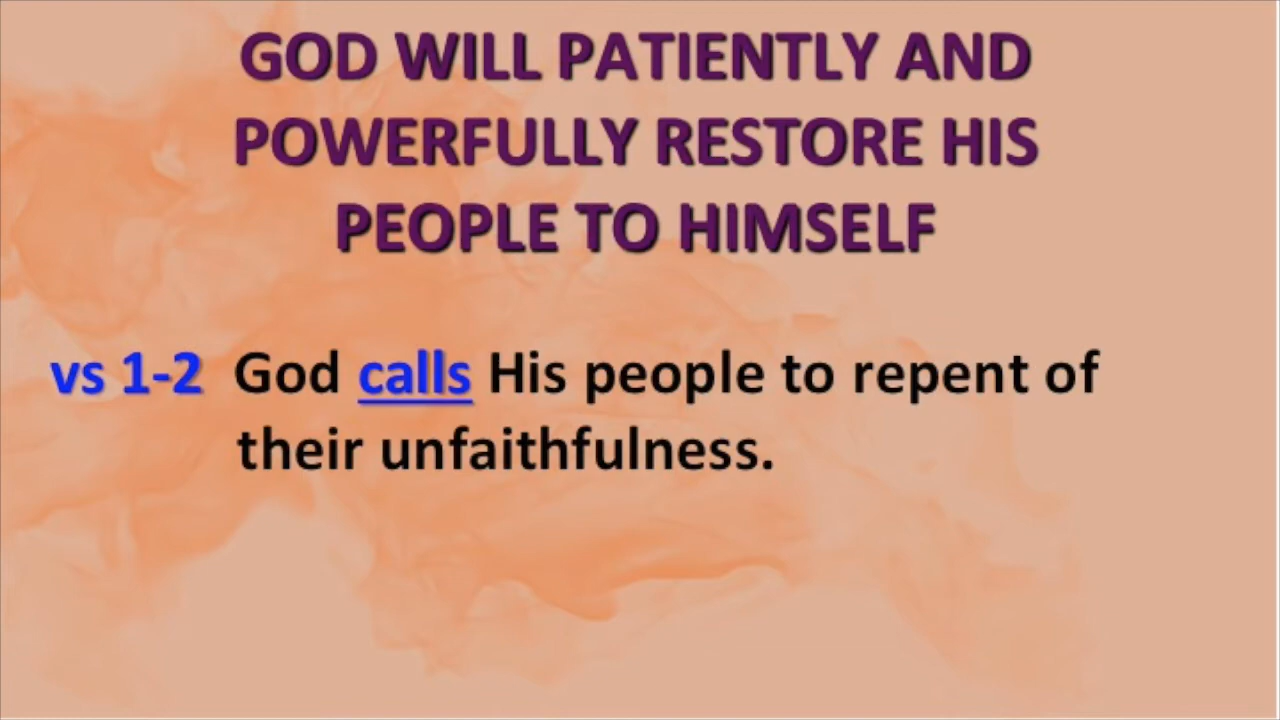 GOD WILL PATIENTLY AND
POWERFULLY RESTORE HIS
PEOPLE TO HIMSELF
vs 1-2 God calls His people to repent of
their unfaithfulness.